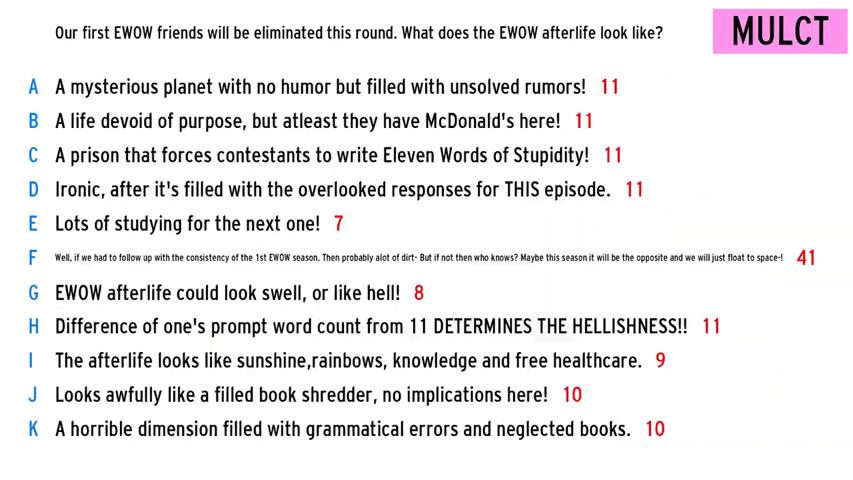 Our first EWOW friends will be eliminated this round. What does the EWOW afterlife look like?
MULCT
A A mysterious planet with no humor but filled with unsolved rumors! 11
B A life devoid of purpose, but atleast they have McDonald's here! 11
C A prison that forces contestants to write Eleven Words of Stupidity! 11
D Ironic, after it's filled with the overlooked responses for THIS episode. 11
E Lots of studying for the next one! 7
F Well, if we had to follow up with the consistency of the 1st EWOW season. Then probably alot of dirt- But if not then who knows? Maybe this season it will be the opposite and we will just float to space-! 41
G EWOW afterlife could look swell, or like hell! 8
H Difference of one's prompt word count from 11 DETERMINES THE HELLISHNESS!! 11
I The afterlife looks like sunshine,rainbows, knowledge and free healthcare. 9
J Looks awfully like a filled book shredder, no implications here! 10
K A horrible dimension filled with grammatical errors and neglected books. 10